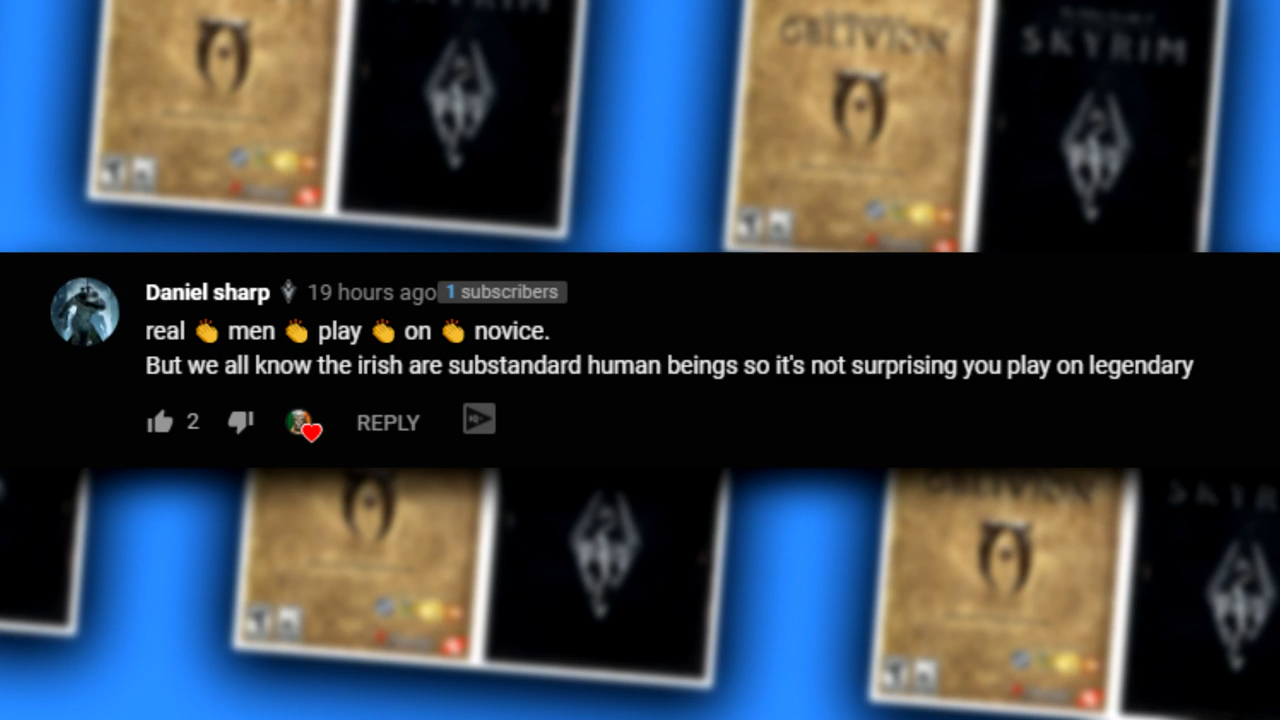 OBLIVION
SKYRIM
Daniel sharp 19 hours ago 1 subscribers
real 👏 men 👏 play 👏 on 👏 novice.
But we all know the irish are substandard human beings so it's not surprising you play on legendary
2 REPLY
OBLIVION